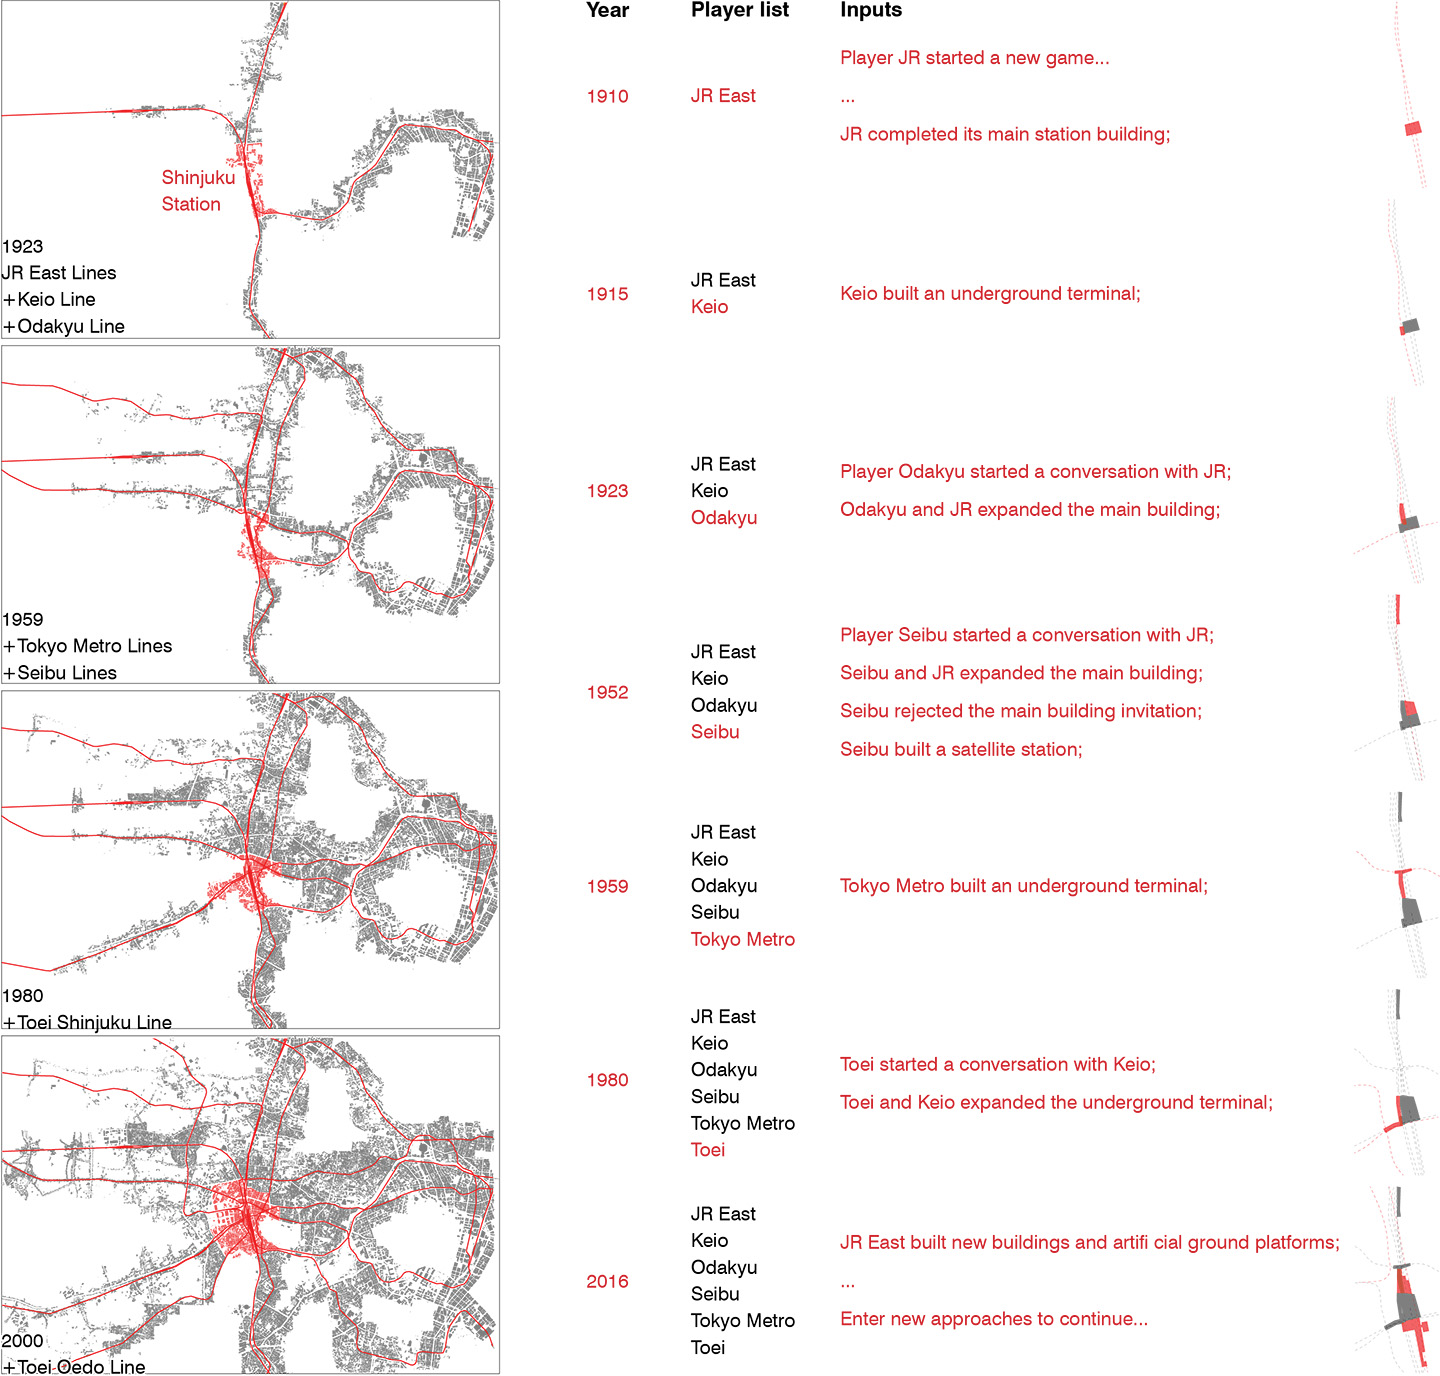 Shinjuku
Station
1923
JR East Lines
+Keio Line
+Odakyu Line
1959
+Tokyo Metro Lines
+Seibu Lines
1980
+Toei Shinjuku Line
2000
+Toei Oedo Line
Year Player list Inputs
Player JR started a new game...
1910 JR East ...
JR completed its main station building;
JR East
1915 Keio built an underground terminal;
Keio
JR East
Player Odakyu started a conversation with JR;
1923 Keio
Odakyu and JR expanded the main building;
Odakyu
Player Seibu started a conversation with JR;
JR East
Seibu and JR expanded the main building;
Keio
1952
Odakyu
Seibu rejected the main building invitation;
Seibu
Seibu built a satellite station;
JR East
Keio
1959 Odakyu Tokyo Metro built an underground terminal;
Seibu
Tokyo Metro
JR East
Keio
Odakyu
Toei started a conversation with Keio;
1980
Seibu
Toei and Keio expanded the underground terminal;
Tokyo Metro
Toei
JR East
Keio JR East built new buildings and artifi cial ground platforms;
Odakyu
2016 ...
Seibu
Tokyo Metro Enter new approaches to continue...
Toei